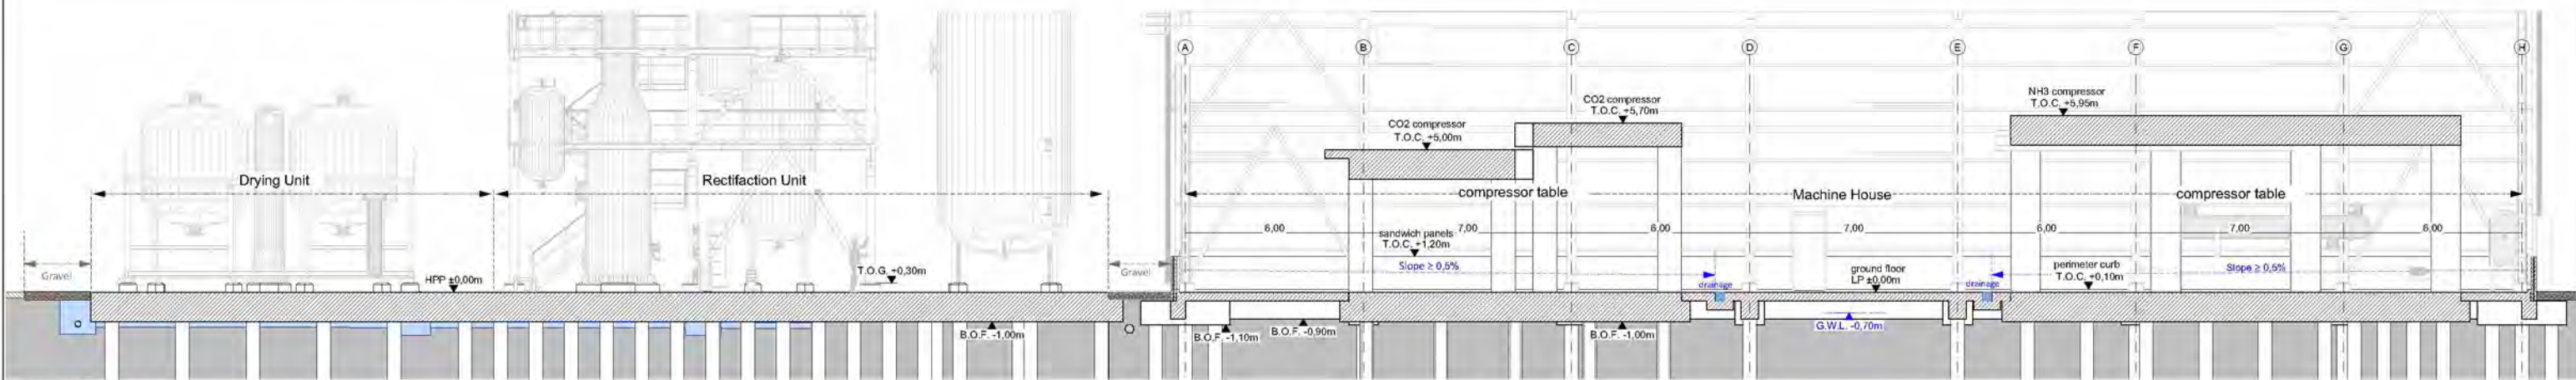 A
B
C
D
E
F
G
H
NH3 compressor
T.O.C. +5,95m
CO2 compressor
T.O.C. +5,70m
CO2 compressor
T.O.C. +5,00m
Drying Unit
Rectifaction Unit
compressor table
Machine House
compressor table
6,00
7,00
6,00
7,00
6,00
7,00
6,00
sandwich panels
T.O.C. +1,20m
Slope ≥ 0,5%
Gravel
HPP ±0,00m
T.O.G. +0,30m
Gravel
ground floor
LP ±0,00m
perimeter curb
T.O.C. +0,10m
Slope ≥ 0,5%
drainage
drainage
B.O.F. -1,00m
B.O.F. -1,10m
B.O.F. -0,90m
B.O.F. -1,00m
G.W.L. -0,70m